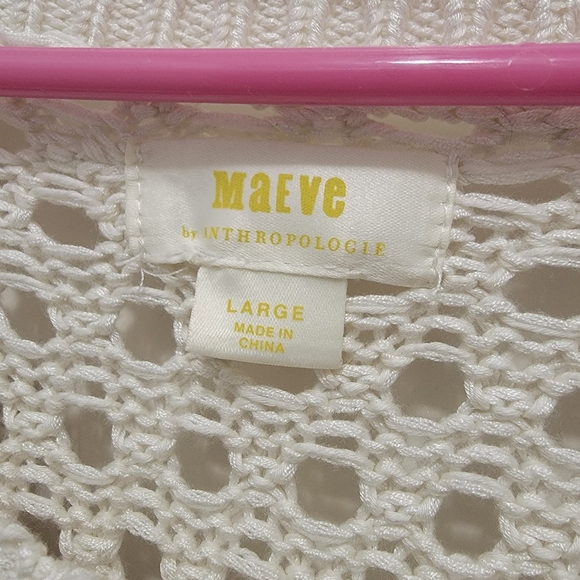 Maeve
by ANTHROPOLOGIE
LARGE
MADE IN
CHINA